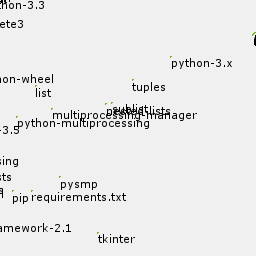 thon-3.3
ete3
python-3.x
on-wheel
tuples
list
sublist
nested-lists
multiprocessing-manager
python-multiprocessing
-3.5
sing
sts
pysmp
pip
requirements.txt
amework-2.1
tkinter